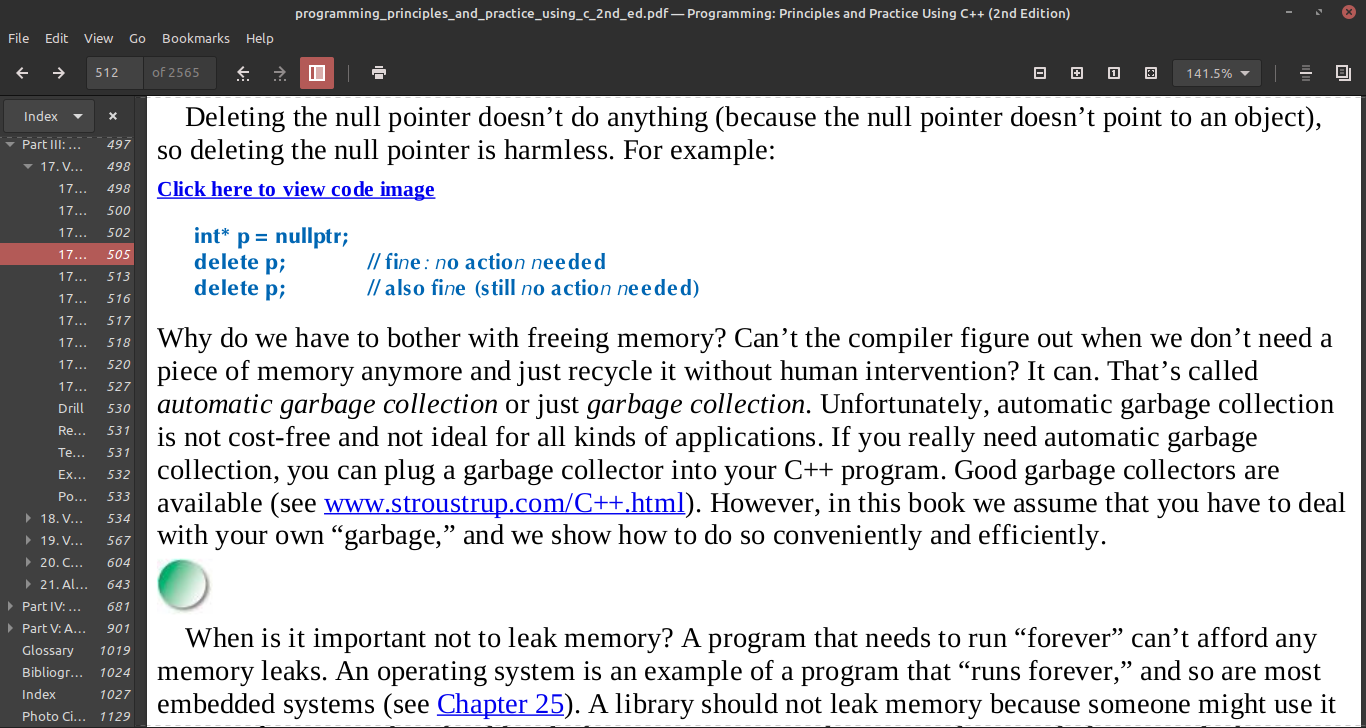 programming_principles_and_practice_using_c_2nd_ed.pdf — Programming: Principles and Practice Using C++ (2nd Edition)
File Edit View Go Bookmarks Help
512 of 2565 141.5%
Index
Part III: ... 497
17. V... 498
17... 498
17... 500
17... 502
17... 505
17... 513
17... 516
17... 517
17... 518
17... 520
17... 527
Drill 530
Re... 531
Te... 531
Ex... 532
Po... 533
18. V... 534
19. V... 567
20. C... 604
21. Al... 643
Part IV: ... 681
Part V: A... 901
Glossary 1019
Bibliogr... 1024
Index 1027
Photo Ci... 1129
Deleting the null pointer doesn’t do anything (because the null pointer doesn’t point to an object),
so deleting the null pointer is harmless. For example:
Click here to view code image
int* p = nullptr;
delete p; // fine: no action needed
delete p; // also fine (still no action needed)
Why do we have to bother with freeing memory? Can’t the compiler figure out when we don’t need a
piece of memory anymore and just recycle it without human intervention? It can. That’s called
automatic garbage collection or just garbage collection. Unfortunately, automatic garbage collection
is not cost-free and not ideal for all kinds of applications. If you really need automatic garbage
collection, you can plug a garbage collector into your C++ program. Good garbage collectors are
available (see www.stroustrup.com/C++.html). However, in this book we assume that you have to deal
with your own “garbage,” and we show how to do so conveniently and efficiently.
When is it important not to leak memory? A program that needs to run “forever” can’t afford any
memory leaks. An operating system is an example of a program that “runs forever,” and so are most
embedded systems (see Chapter 25). A library should not leak memory because someone might use it